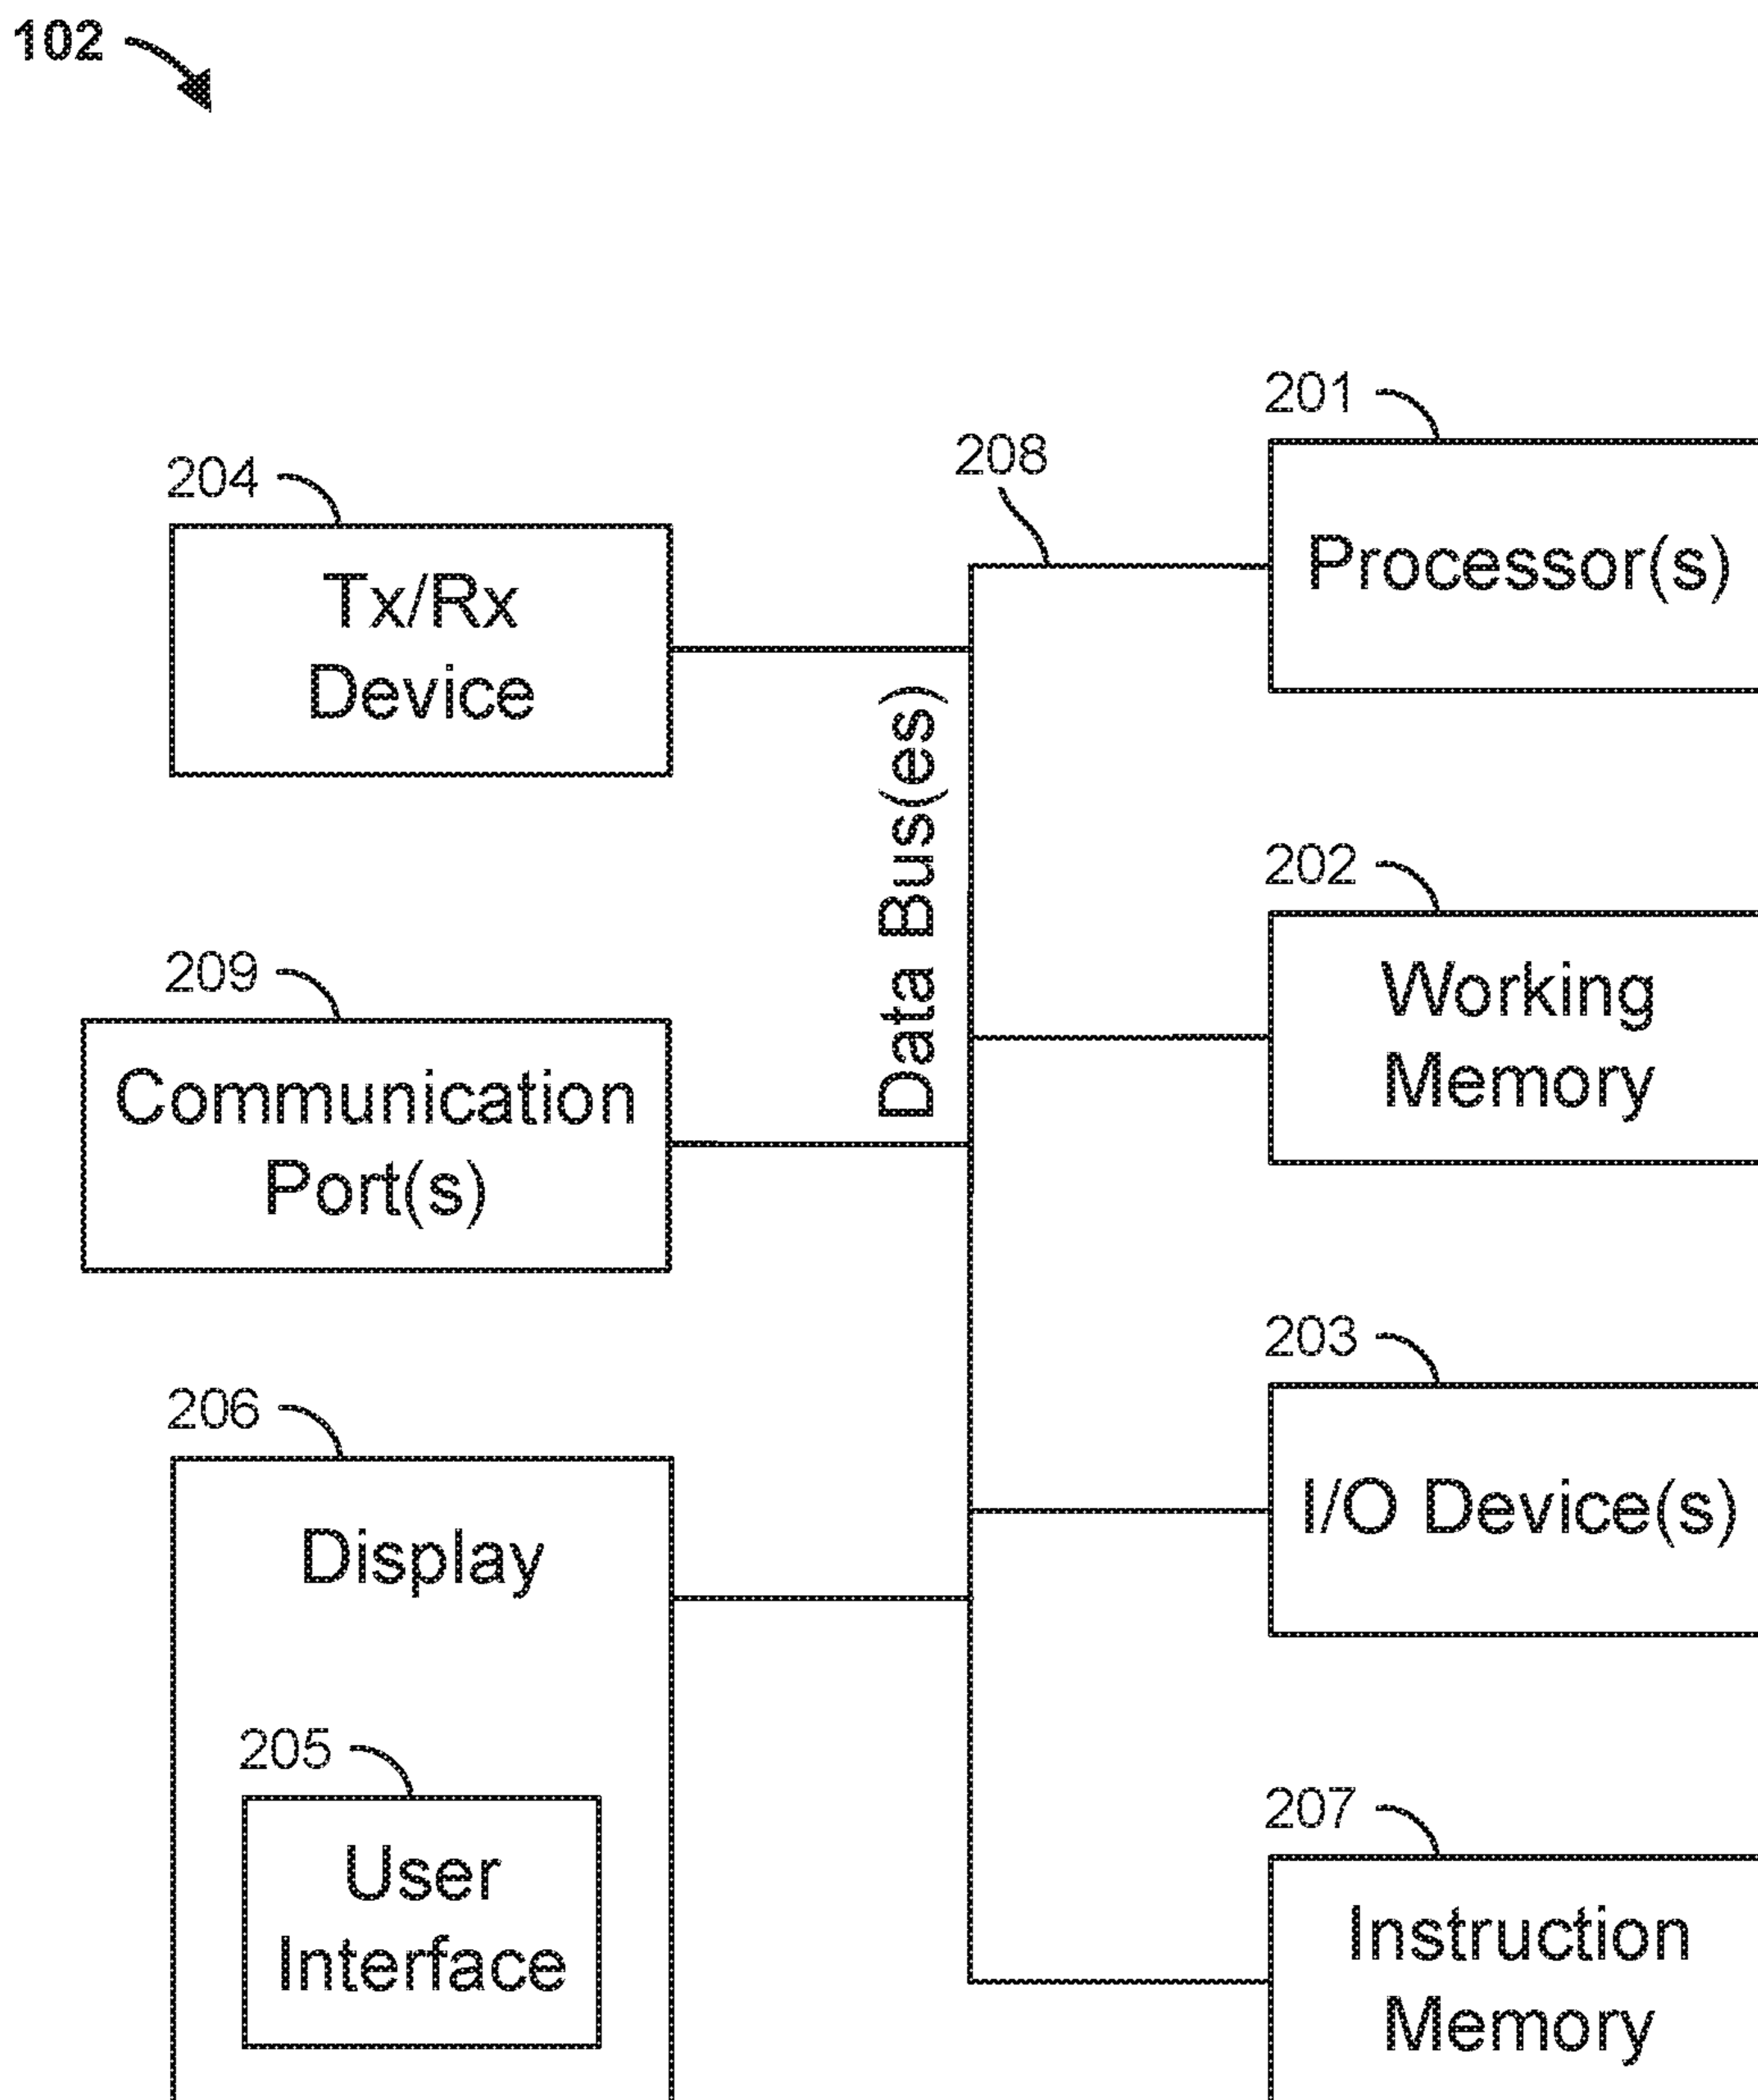 102
201
208
204
Processor(s)
Tx/Rx
Device
Data Bus(es)
202
209
Working
Memory
Communication
Port(s)
203
206
I/O Device(s)
Display
205
207
User
Interface
Instruction
Memory